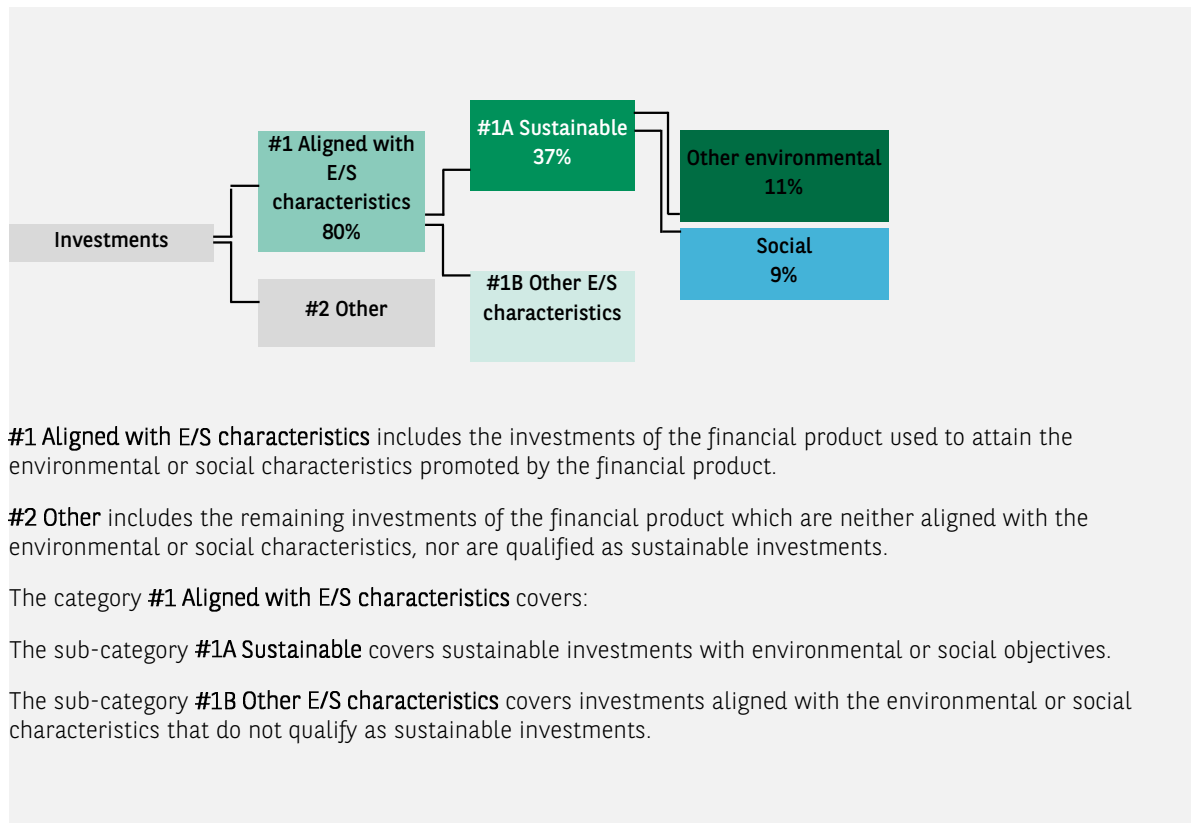 #1 Aligned with
E/S
characteristics
80%
#1A Sustainable
37%
Other environmental
11%
Social
9%
Investments
#2 Other
#1B Other E/S
characteristics
#1 Aligned with E/S characteristics includes the investments of the financial product used to attain the
environmental or social characteristics promoted by the financial product.
#2 Other includes the remaining investments of the financial product which are neither aligned with the
environmental or social characteristics, nor are qualified as sustainable investments.
The category #1 Aligned with E/S characteristics covers:
The sub-category #1A Sustainable covers sustainable investments with environmental or social objectives.
The sub-category #1B Other E/S characteristics covers investments aligned with the environmental or social
characteristics that do not qualify as sustainable investments.